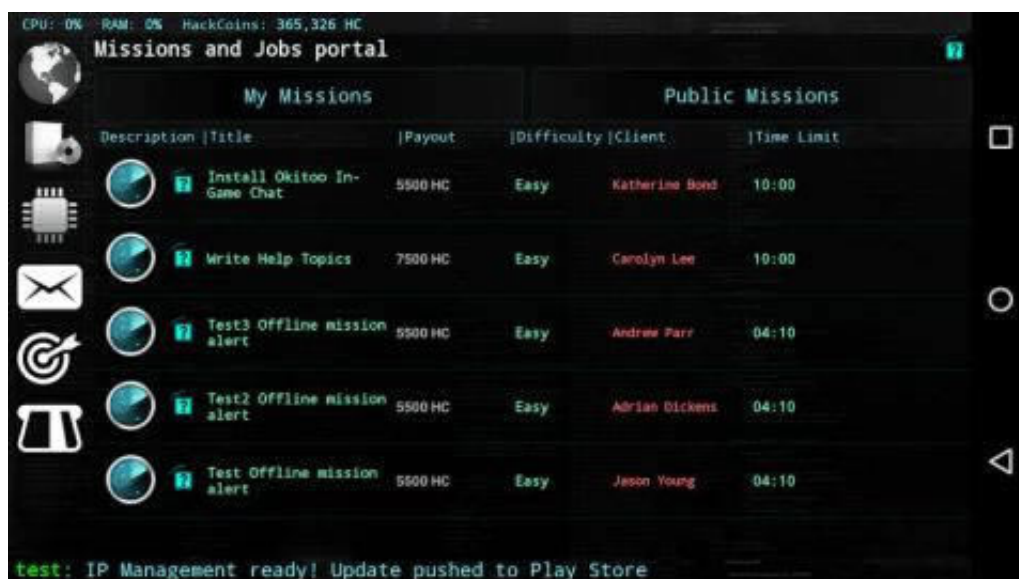 CPU: 0% RAM: 0% HackCoins: 365,326 HC
Missions and Jobs portal
?
My Missions Public Missions
Description |Title |Payout |Difficulty |Client |Time Limit
? Install Okitoo In-Game Chat 5500 HC Easy Katherine Bond 10:00
? Write Help Topics 7500 HC Easy Carolyn Lee 10:00
? Test3 Offline mission alert 5500 HC Easy Andrew Parr 04:10
? Test2 Offline mission alert 5500 HC Easy Adrian Dickens 04:10
? Test Offline mission alert 5500 HC Easy Jason Young 04:10
test: IP Management ready! Update pushed to Play Store